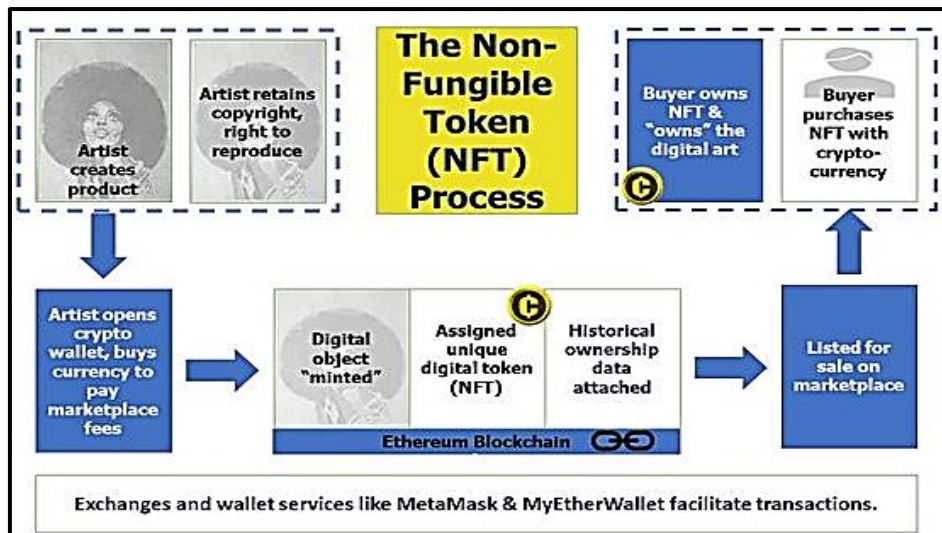 Artist
creates
product
Artist retains
copyright,
right to
reproduce
The Non-
Fungible
Token
(NFT)
Process
Buyer owns
NFT &
“owns” the
digital art
Buyer
purchases
NFT with
crypto-
currency
Artist opens
crypto
wallet, buys
currency to
pay
marketplace
fees
Digital
object
“minted”
Assigned
unique
digital token
(NFT)
Historical
ownership
data
attached
Ethereum Blockchain
Listed for
sale on
marketplace
Exchanges and wallet services like MetaMask & MyEtherWallet facilitate transactions.